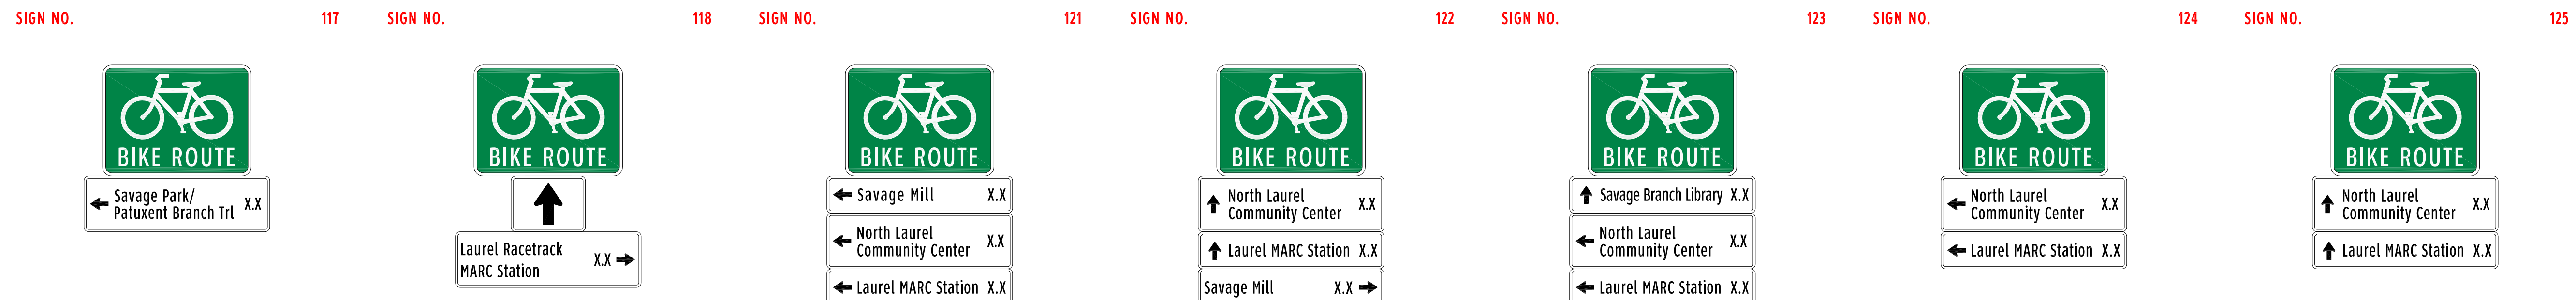 SIGN NO. 117
BIKE ROUTE
Savage Park/
Patuxent Branch Trl X.X
SIGN NO. 118
BIKE ROUTE
Laurel Racetrack
MARC Station X.X
SIGN NO. 121
BIKE ROUTE
Savage Mill X.X
North Laurel
Community Center X.X
Laurel MARC Station X.X
SIGN NO. 122
BIKE ROUTE
North Laurel
Community Center X.X
Laurel MARC Station X.X
Savage Mill X.X
SIGN NO. 123
BIKE ROUTE
Savage Branch Library X.X
North Laurel
Community Center X.X
Laurel MARC Station X.X
SIGN NO. 124
BIKE ROUTE
North Laurel
Community Center X.X
Laurel MARC Station X.X
SIGN NO. 125
BIKE ROUTE
North Laurel
Community Center X.X
Laurel MARC Station X.X